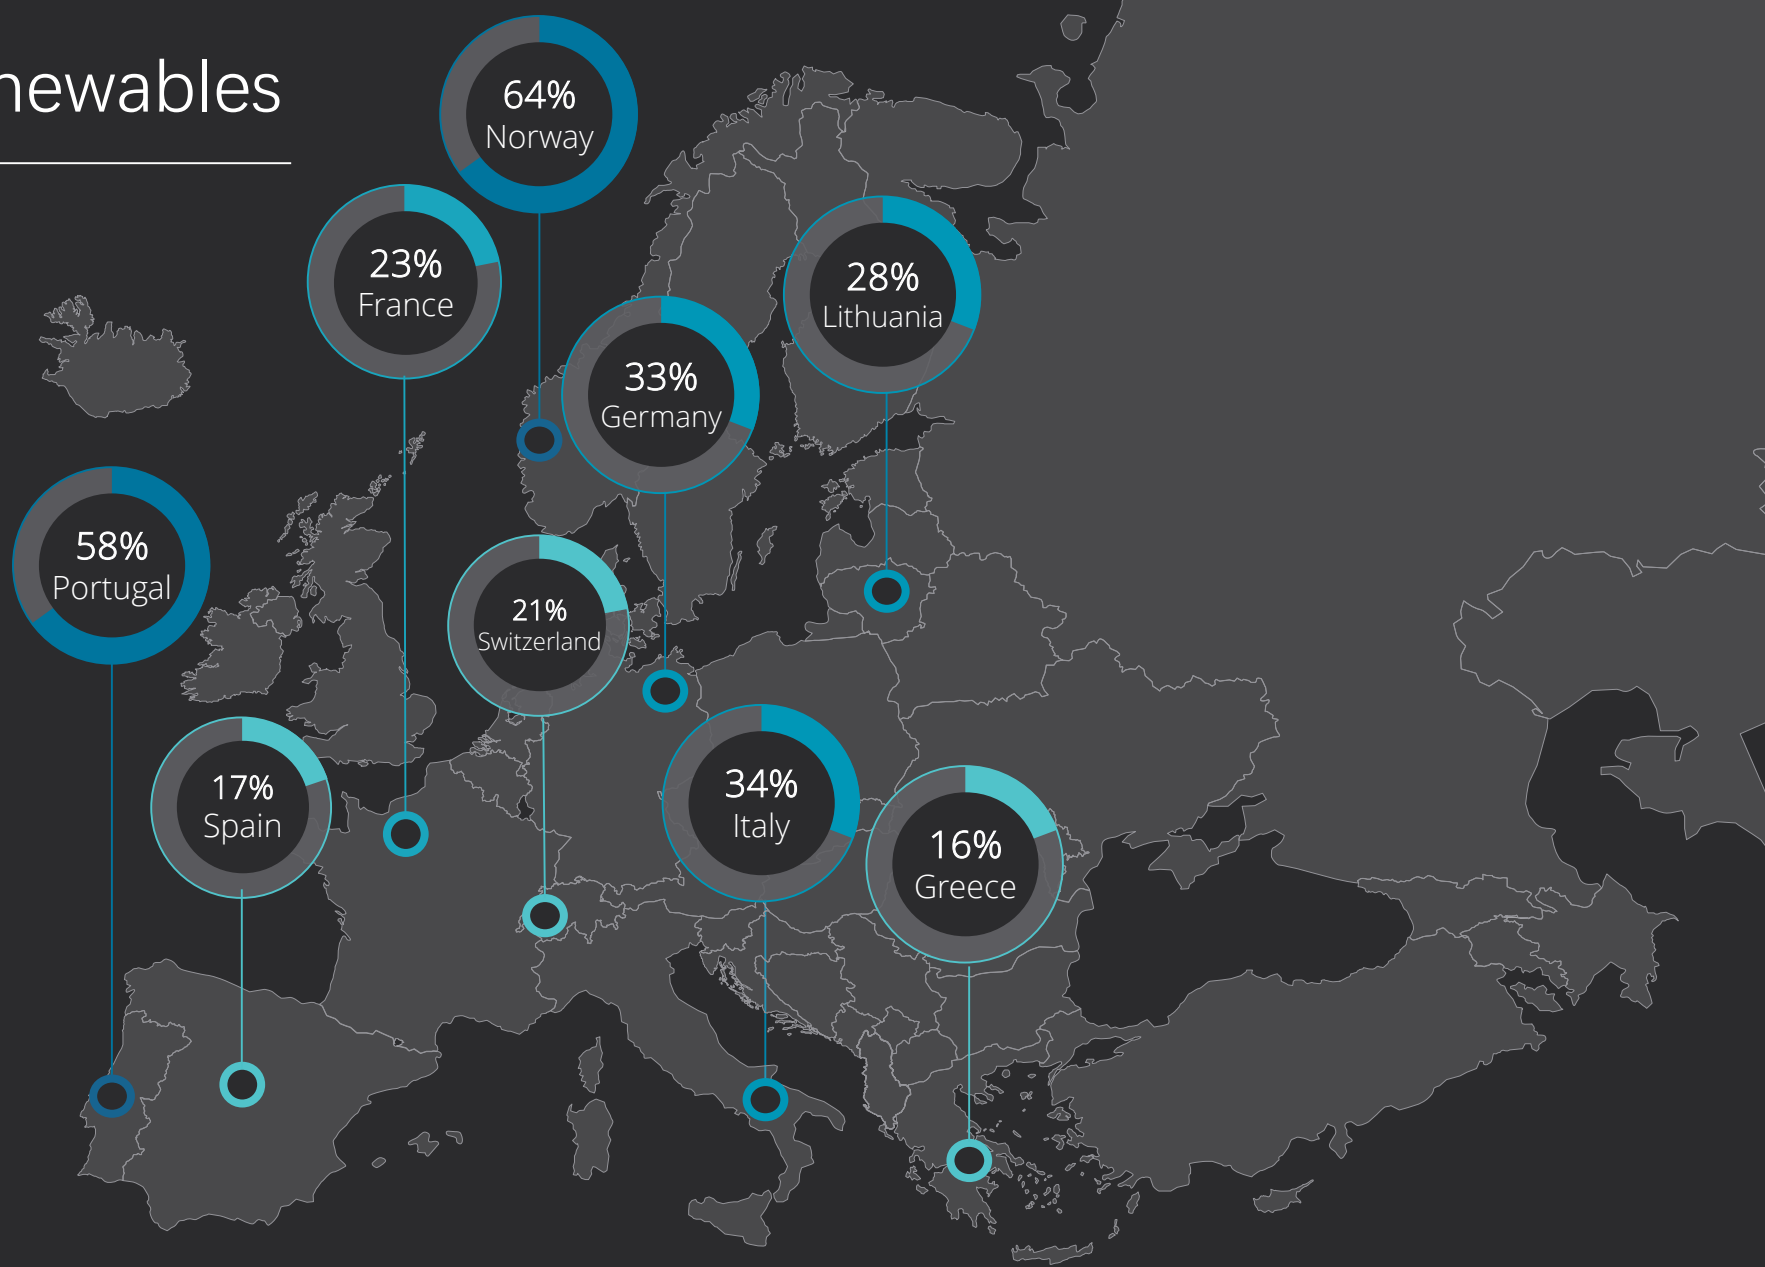 newables
64%
Norway
23%
France
28%
Lithuania
33%
Germany
58%
Portugal
21%
Switzerland
17%
Spain
34%
Italy
16%
Greece